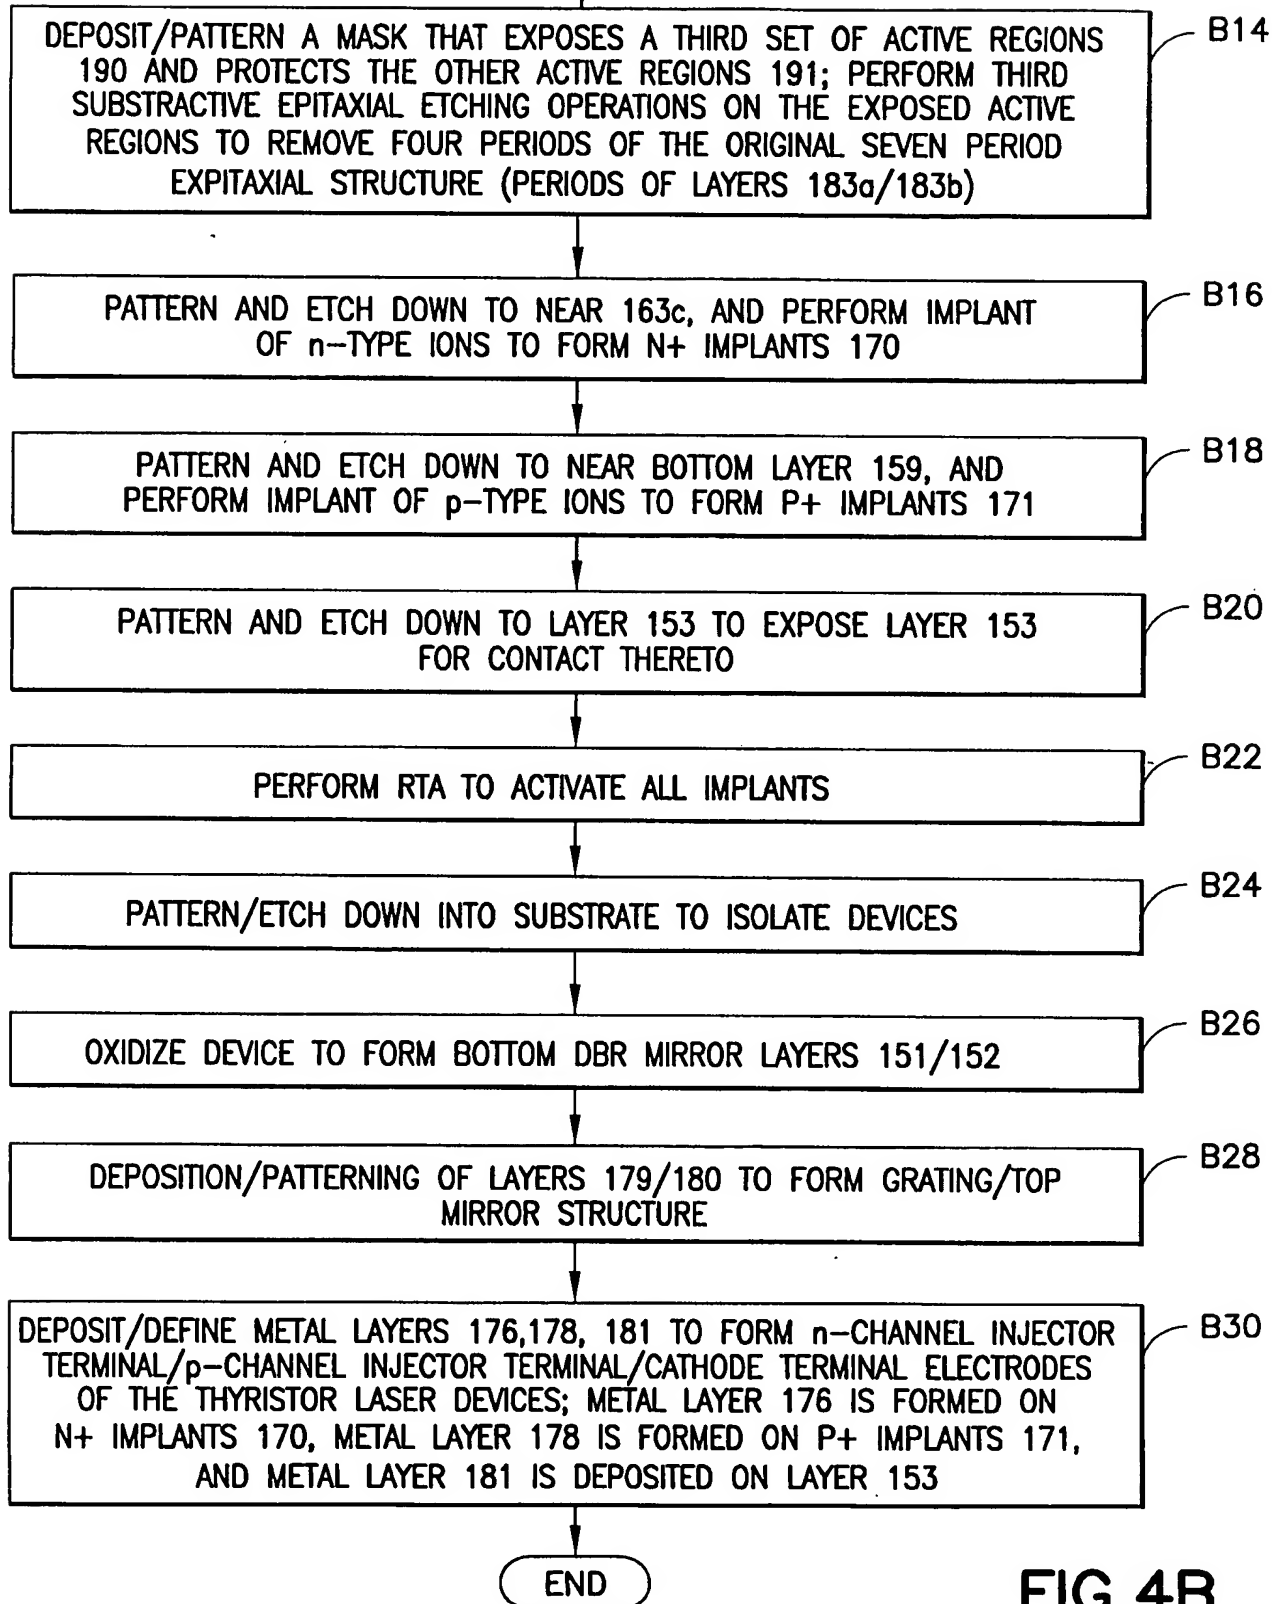 DEPOSIT/PATTERN A MASK THAT EXPOSES A THIRD SET OF ACTIVE REGIONS
190 AND PROTECTS THE OTHER ACTIVE REGIONS 191; PERFORM THIRD
SUBSTRACTIVE EPITAXIAL ETCHING OPERATIONS ON THE EXPOSED ACTIVE
REGIONS TO REMOVE FOUR PERIODS OF THE ORIGINAL SEVEN PERIOD
EXPITAXIAL STRUCTURE (PERIODS OF LAYERS 183a/183b)
B14
PATTERN AND ETCH DOWN TO NEAR 163c, AND PERFORM IMPLANT
OF n-TYPE IONS TO FORM N+ IMPLANTS 170
B16
PATTERN AND ETCH DOWN TO NEAR BOTTOM LAYER 159, AND
PERFORM IMPLANT OF p-TYPE IONS TO FORM P+ IMPLANTS 171
B18
PATTERN AND ETCH DOWN TO LAYER 153 TO EXPOSE LAYER 153
FOR CONTACT THERETO
B20
PERFORM RTA TO ACTIVATE ALL IMPLANTS
B22
PATTERN/ETCH DOWN INTO SUBSTRATE TO ISOLATE DEVICES
B24
OXIDIZE DEVICE TO FORM BOTTOM DBR MIRROR LAYERS 151/152
B26
DEPOSITION/PATTERNING OF LAYERS 179/180 TO FORM GRATING/TOP
MIRROR STRUCTURE
B28
DEPOSIT/DEFINE METAL LAYERS 176,178, 181 TO FORM n-CHANNEL INJECTOR
TERMINAL/p-CHANNEL INJECTOR TERMINAL/CATHODE TERMINAL ELECTRODES
OF THE THYRISTOR LASER DEVICES; METAL LAYER 176 IS FORMED ON
N+ IMPLANTS 170, METAL LAYER 178 IS FORMED ON P+ IMPLANTS 171,
AND METAL LAYER 181 IS DEPOSITED ON LAYER 153
B30
END
FIG.4B